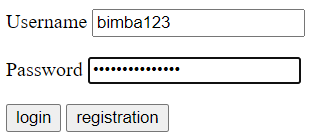 Username bimba123
Password •••••••••••••••
login registration